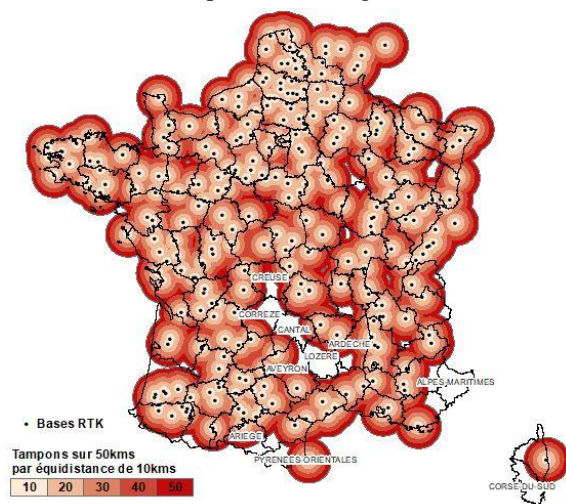 CREUSE
CORREZE
CANTAL
ARDECHE
LOZERE
AVEYRON
ALPES-MARITIMES
• Bases RTK
ARIEGE
Tampons sur 50kms
par équidistance de 10kms
PYRENEES-ORIENTALES
10 20 30 40 50
CORSE-DU-SUD